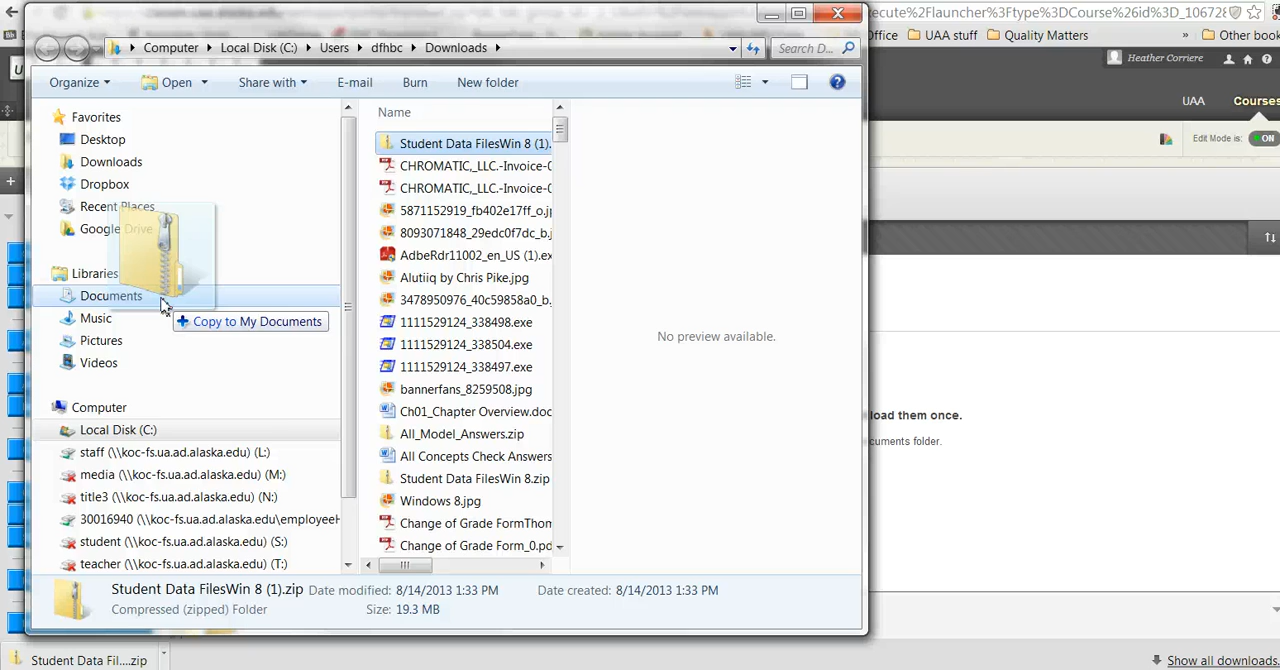 ecute%2Flauncher%3Ftype%3DCourse%26id%3D_106728
Office UAA stuff Quality Matters » Other book
Heather Corriere
UAA Courses
Edit Mode is: ON
Computer Local Disk (C:) Users dfhbc Downloads
Search D...
Organize Open Share with E-mail Burn New folder
Favorites
Desktop
Downloads
Dropbox
Recent Places
Google Drive
Libraries
Documents
Copy to My Documents
Music
Pictures
Videos
Computer
Local Disk (C:)
staff (\\koc-fs.ua.ad.alaska.edu) (L:)
media (\\koc-fs.ua.ad.alaska.edu) (M:)
title3 (\\koc-fs.ua.ad.alaska.edu) (N:)
30016940 (\\koc-fs.ua.ad.alaska.edu\employeeH
student (\\koc-fs.ua.ad.alaska.edu) (S:)
teacher (\\koc-fs.ua.ad.alaska.edu) (T:)
Name
Student Data FilesWin 8 (1).
CHROMATIC,_LLC.-Invoice-0
CHROMATIC,_LLC.-Invoice-0
5871152919_fb402e17ff_o.jp
8093071848_29edc0f7dc_b.j
AdbeRdr11002_en_US (1).ex
Alutiiq by Chris Pike.jpg
3478950976_40c59858a0_b.
1111529124_338498.exe
1111529124_338504.exe
1111529124_338497.exe
bannerfans_8259508.jpg
Ch01_Chapter Overview.doc
All_Model_Answers.zip
All Concepts Check Answers
Student Data FilesWin 8.zip
Windows 8.jpg
Change of Grade FormThom
Change of Grade Form_0.pd
No preview available.
load them once.
cuments folder.
Student Data FilesWin 8 (1).zip Date modified: 8/14/2013 1:33 PM Date created: 8/14/2013 1:33 PM
Compressed (zipped) Folder Size: 19.3 MB
Student Data Fil....zip
Show all downloads.